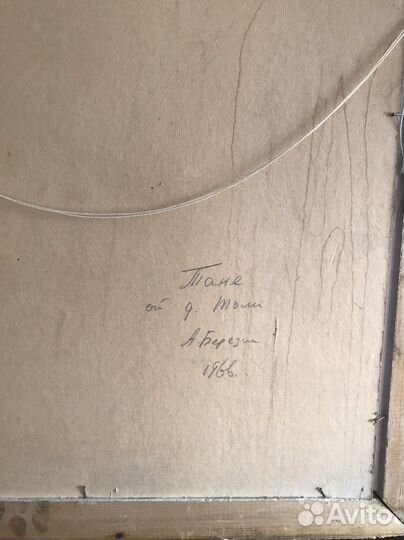 Тане
от д. Толи
А. Березин
1966.
Avito